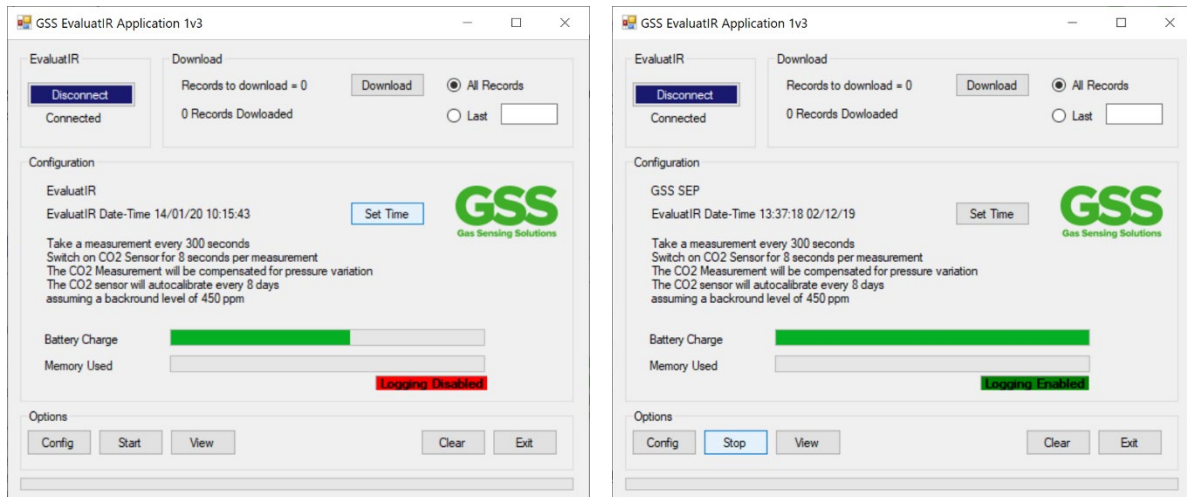 GSS EvaluatIR Application 1v3
EvaluatIR
Disconnect
Connected
Download
Records to download = 0
Download
All Records
0 Records Dowloaded
Last
Configuration
EvaluatIR
EvaluatIR Date-Time 14/01/20 10:15:43
Set Time
GSS
Gas Sensing Solutions
Take a measurement every 300 seconds
Switch on CO2 Sensor for 8 seconds per measurement
The CO2 Measurement will be compensated for pressure variation
The CO2 sensor will autocalibrate every 8 days
assuming a backround level of 450 ppm
Battery Charge
Memory Used
Logging Disabled
Options
Config
Start
View
Clear
Exit
GSS EvaluatIR Application 1v3
EvaluatIR
Disconnect
Connected
Download
Records to download = 0
Download
All Records
0 Records Dowloaded
Last
Configuration
GSS SEP
EvaluatIR Date-Time 13:37:18 02/12/19
Set Time
GSS
Gas Sensing Solutions
Take a measurement every 300 seconds
Switch on CO2 Sensor for 8 seconds per measurement
The CO2 Measurement will be compensated for pressure variation
The CO2 sensor will autocalibrate every 8 days
assuming a backround level of 450 ppm
Battery Charge
Memory Used
Logging Enabled
Options
Config
Stop
View
Clear
Exit